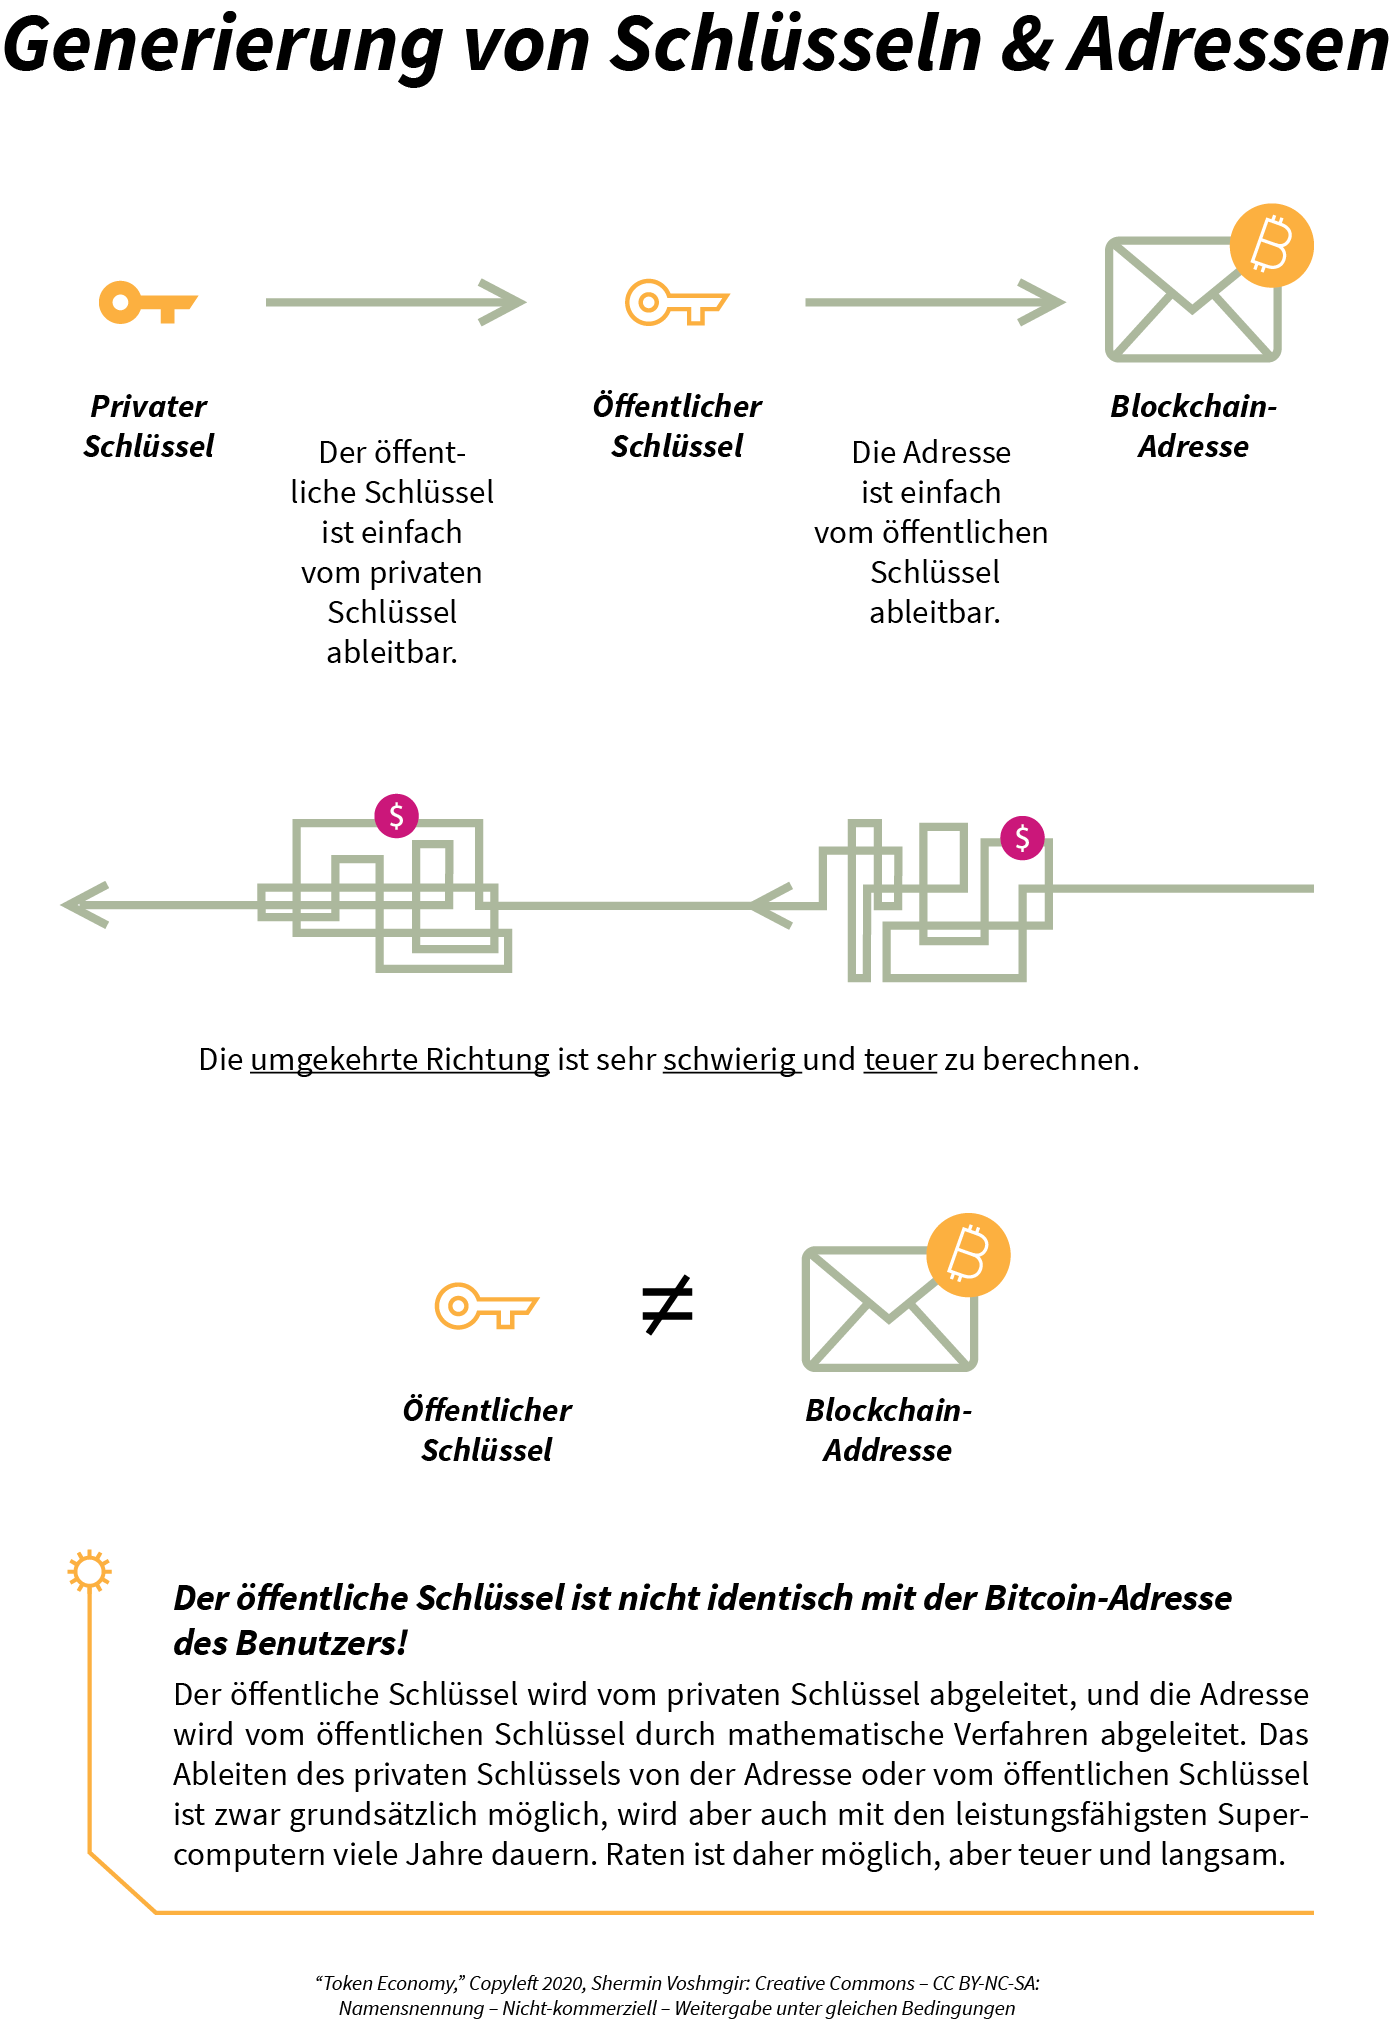 Generierung von Schlüsseln & Adressen
Privater
Schlüssel
Der öffent-
liche Schlüssel
ist einfach
vom privaten
Schlüssel
ableitbar.
Öffentlicher
Schlüssel
Die Adresse
ist einfach
vom öffentlichen
Schlüssel
ableitbar.
Blockchain-
Adresse
$
$
Die umgekehrte Richtung ist sehr schwierig und teuer zu berechnen.
≠
Öffentlicher
Schlüssel
Blockchain-
Addresse
Der öffentliche Schlüssel ist nicht identisch mit der Bitcoin-Adresse
des Benutzers!
Der öffentliche Schlüssel wird vom privaten Schlüssel abgeleitet, und die Adresse
wird vom öffentlichen Schlüssel durch mathematische Verfahren abgeleitet. Das
Ableiten des privaten Schlüssels von der Adresse oder vom öffentlichen Schlüssel
ist zwar grundsätzlich möglich, wird aber auch mit den leistungsfähigsten Super-
computern viele Jahre dauern. Raten ist daher möglich, aber teuer und langsam.
“Token Economy,” Copyleft 2020, Shermin Voshmgir: Creative Commons – CC BY-NC-SA:
Namensnennung – Nicht-kommerziell – Weitergabe unter gleichen Bedingungen